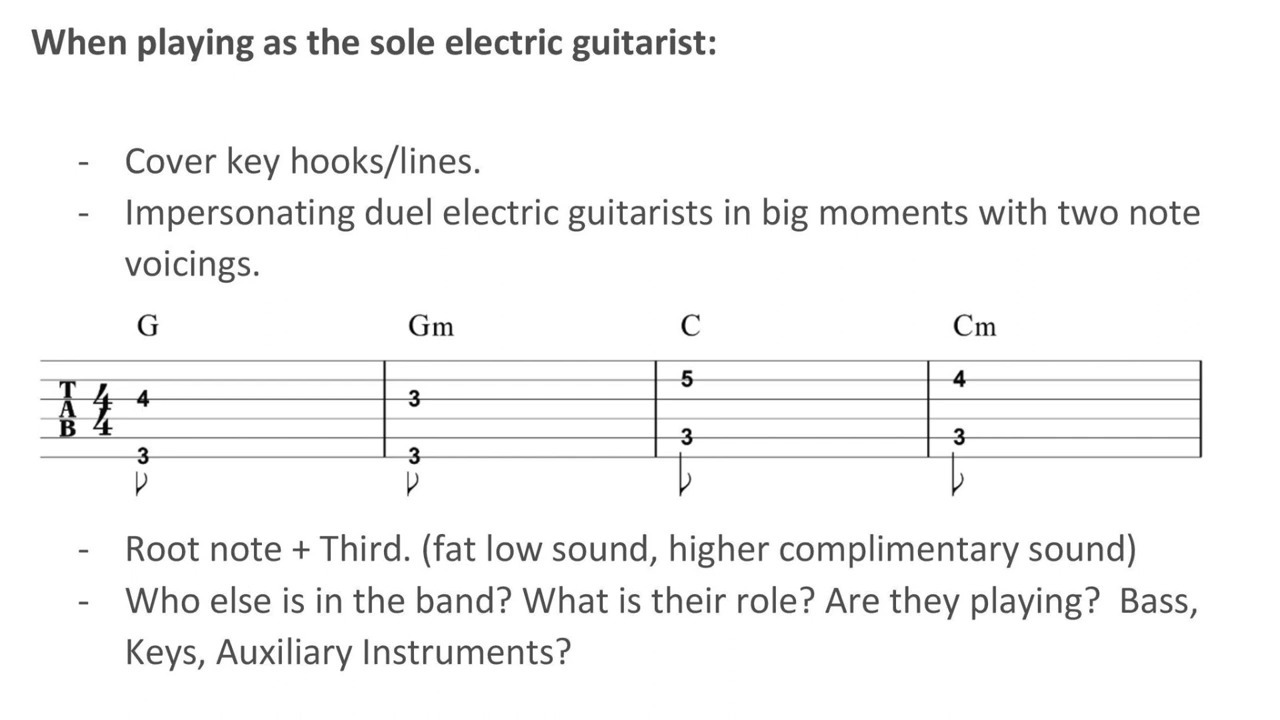 When playing as the sole electric guitarist:
- Cover key hooks/lines.
- Impersonating duel electric guitarists in big moments with two note
voicings.
G Gm C Cm
T
A
B
4
4
4 3 5 4
3 3 3 3
- Root note + Third. (fat low sound, higher complimentary sound)
- Who else is in the band? What is their role? Are they playing?  Bass,
Keys, Auxiliary Instruments?